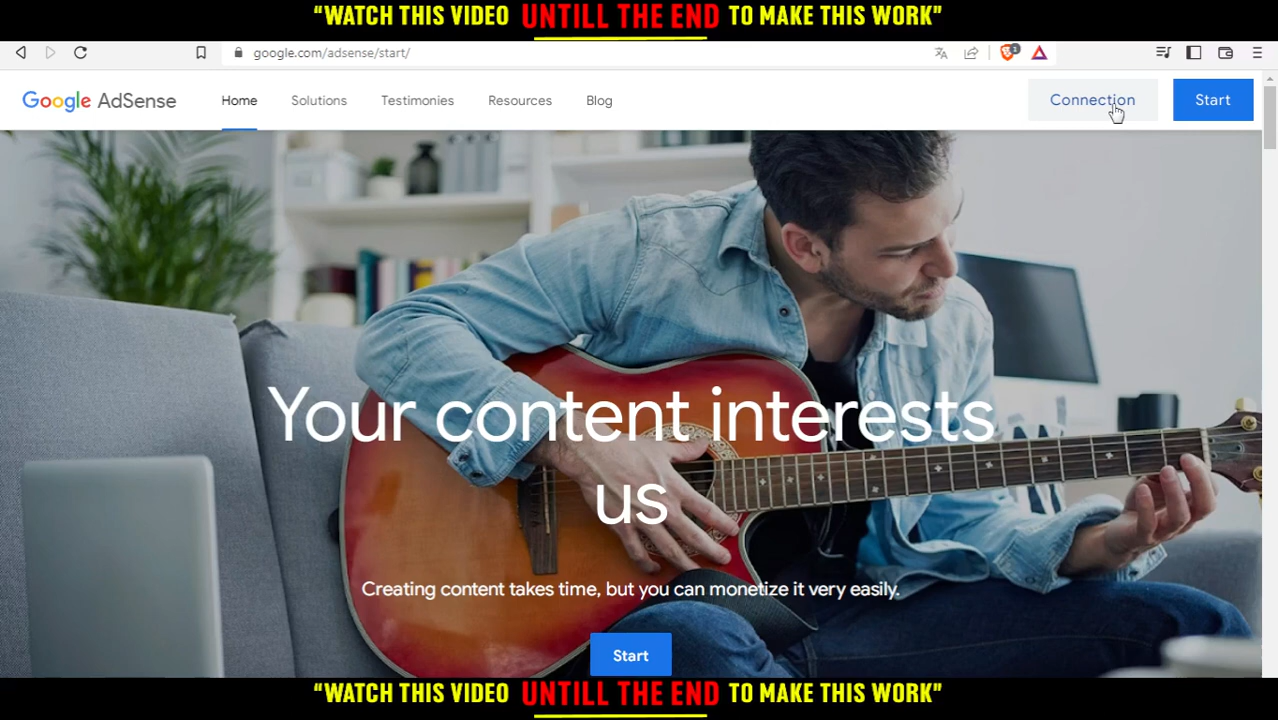 “WATCH THIS VIDEO UNTILL THE END TO MAKE THIS WORK”
google.com/adsense/start/
1
Google AdSense
Home
Solutions
Testimonies
Resources
Blog
Connection
Start
Your content interests
us
Creating content takes time, but you can monetize it very easily.
Start
“WATCH THIS VIDEO UNTILL THE END TO MAKE THIS WORK”